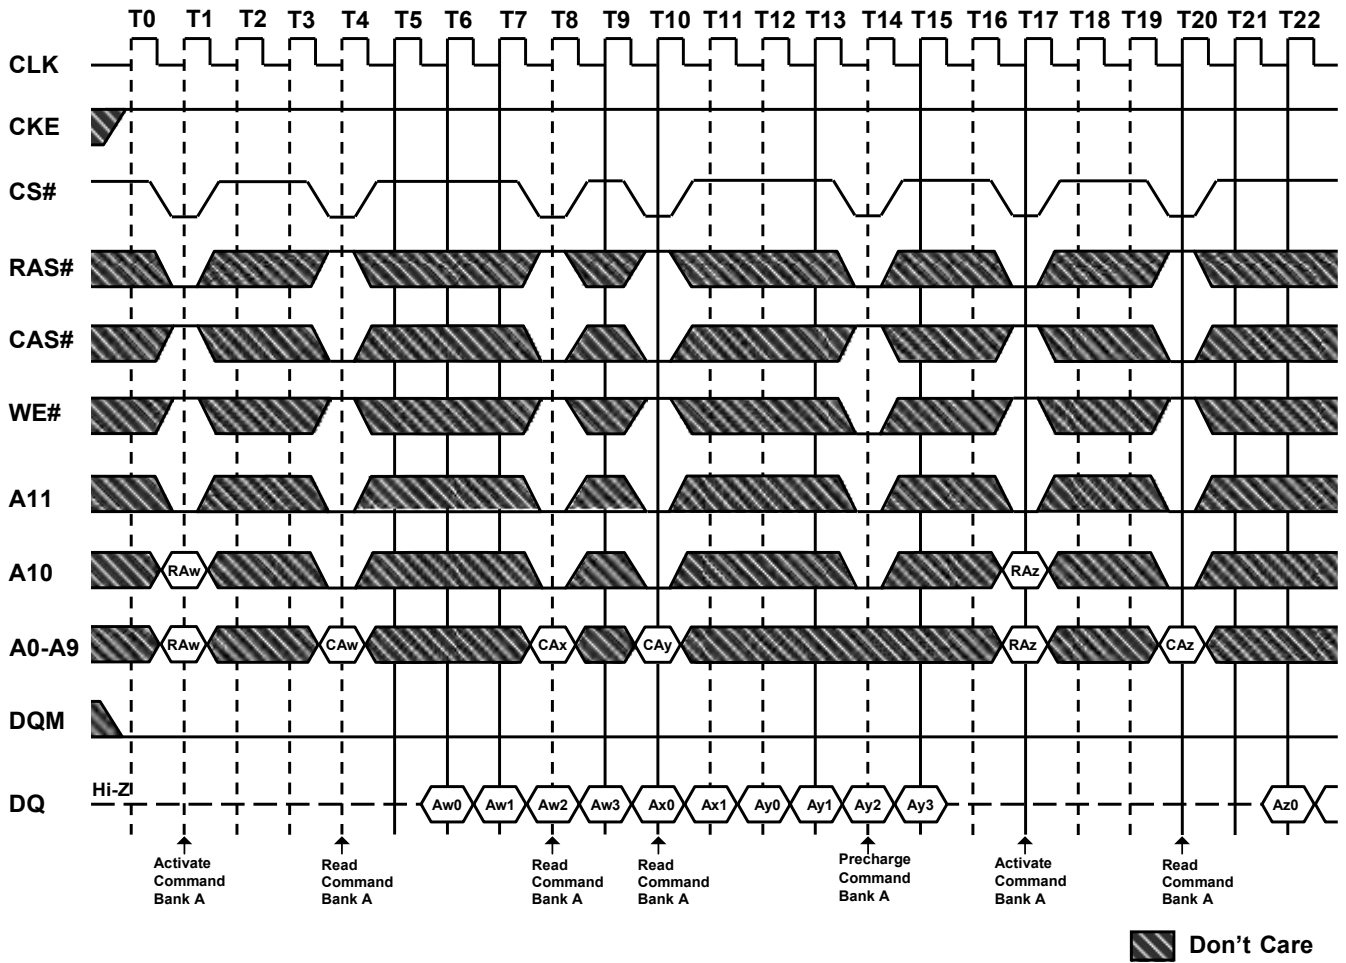 T0 T1 T2 T3 T4 T5 T6 T7 T8 T9 T10 T11 T12 T13 T14 T15 T16 T17 T18 T19 T20 T21 T22
CLK
CKE
CS#
RAS#
CAS#
WE#
A11
A10 RAw RAz
A0-A9 RAw CAw CAx CAy RAz CAz
DQM
Hi-Z
DQ Aw0 Aw1 Aw2 Aw3 Ax0 Ax1 Ay0 Ay1 Ay2 Ay3 Az0
Activate Command Bank A
Read Command Bank A
Read Command Bank A
Read Command Bank A
Precharge Command Bank A
Activate Command Bank A
Read Command Bank A
Don't Care